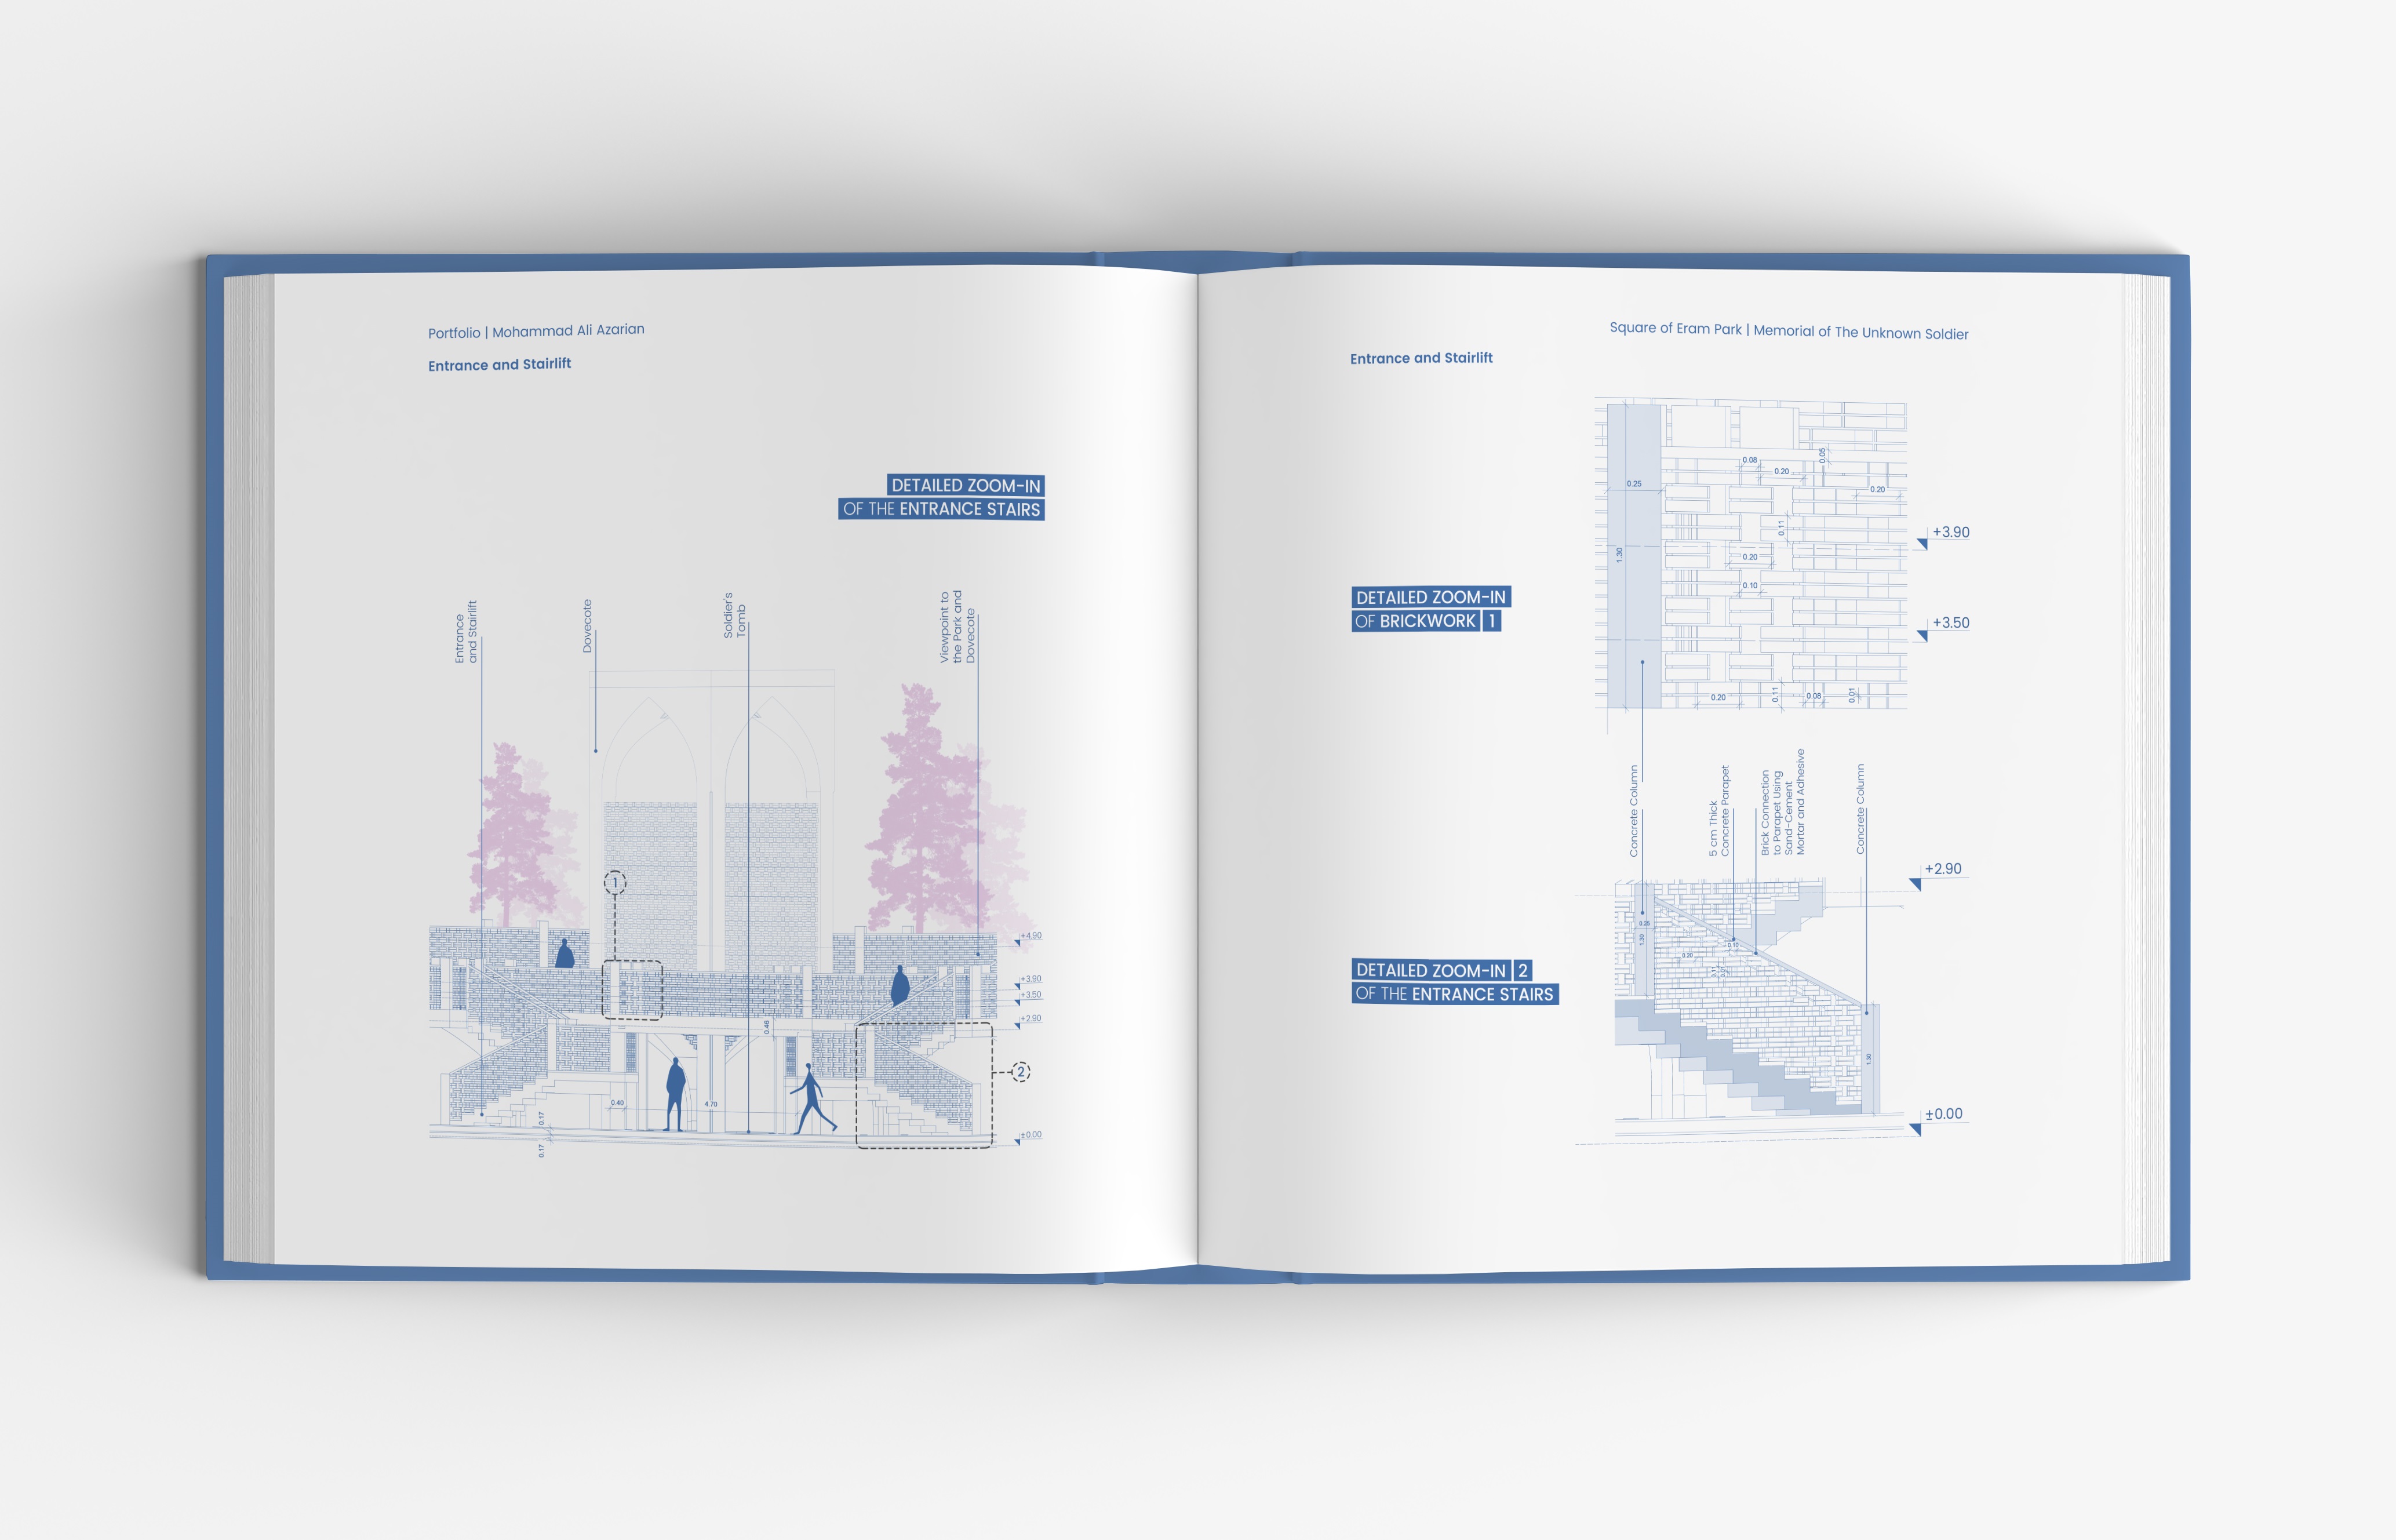 Portfolio | Mohammad Ali Azarian
Entrance and Stairlift
DETAILED ZOOM-IN
OF THE ENTRANCE STAIRS
Entrance
and Stairlift
Dovecote
Soldier's
Tomb
Viewpoint to
the Park and
Dovecote
1
+4.90
+3.90
+3.50
+2.90
0.46
2
0.40
4.70
0.17
0.17
±0.00
Square of Eram Park | Memorial of The Unknown Soldier
Entrance and Stairlift
0.08
0.05
0.20
0.25
0.20
0.11
+3.90
1.30
0.20
0.10
DETAILED ZOOM-IN
OF BRICKWORK 1
+3.50
0.20
0.11
0.08
0.01
Concrete Column
5 cm Thick
Concrete Parapet
Brick Connection
to Parapet Using
Sand-Cement
Mortar and Adhesive
Concrete Column
+2.90
0.25
1.30
0.10
0.20
DETAILED ZOOM-IN 2
OF THE ENTRANCE STAIRS
1.30
±0.00